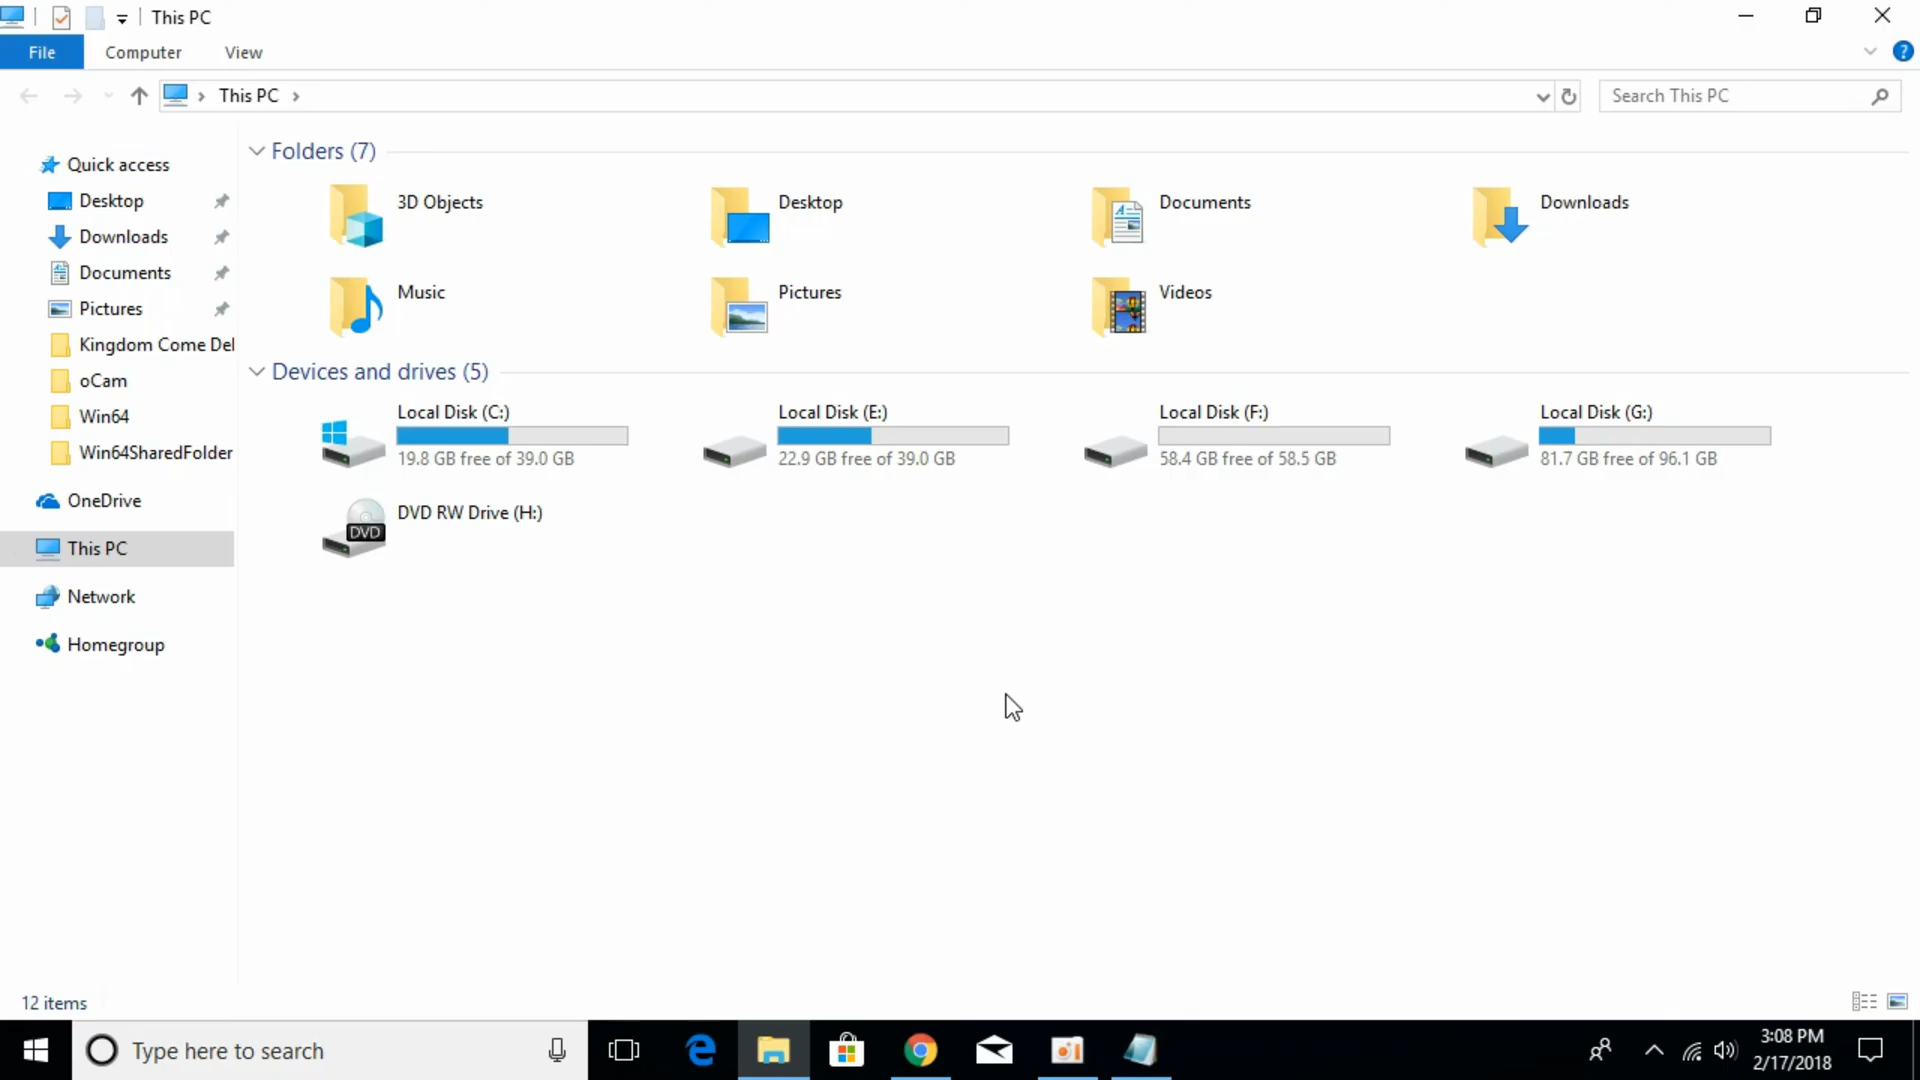 This PC
File
Computer
View
This PC
Search This PC
Quick access
Desktop
Downloads
Documents
Pictures
Kingdom Come Del
oCam
Win64
Win64SharedFolder
OneDrive
This PC
Network
Homegroup
Folders (7)
3D Objects
Desktop
Documents
Downloads
Music
Pictures
Videos
Devices and drives (5)
Local Disk (C:)
19.8 GB free of 39.0 GB
Local Disk (E:)
22.9 GB free of 39.0 GB
Local Disk (F:)
58.4 GB free of 58.5 GB
Local Disk (G:)
81.7 GB free of 96.1 GB
DVD
DVD RW Drive (H:)
12 items
Type here to search
3:08 PM
2/17/2018